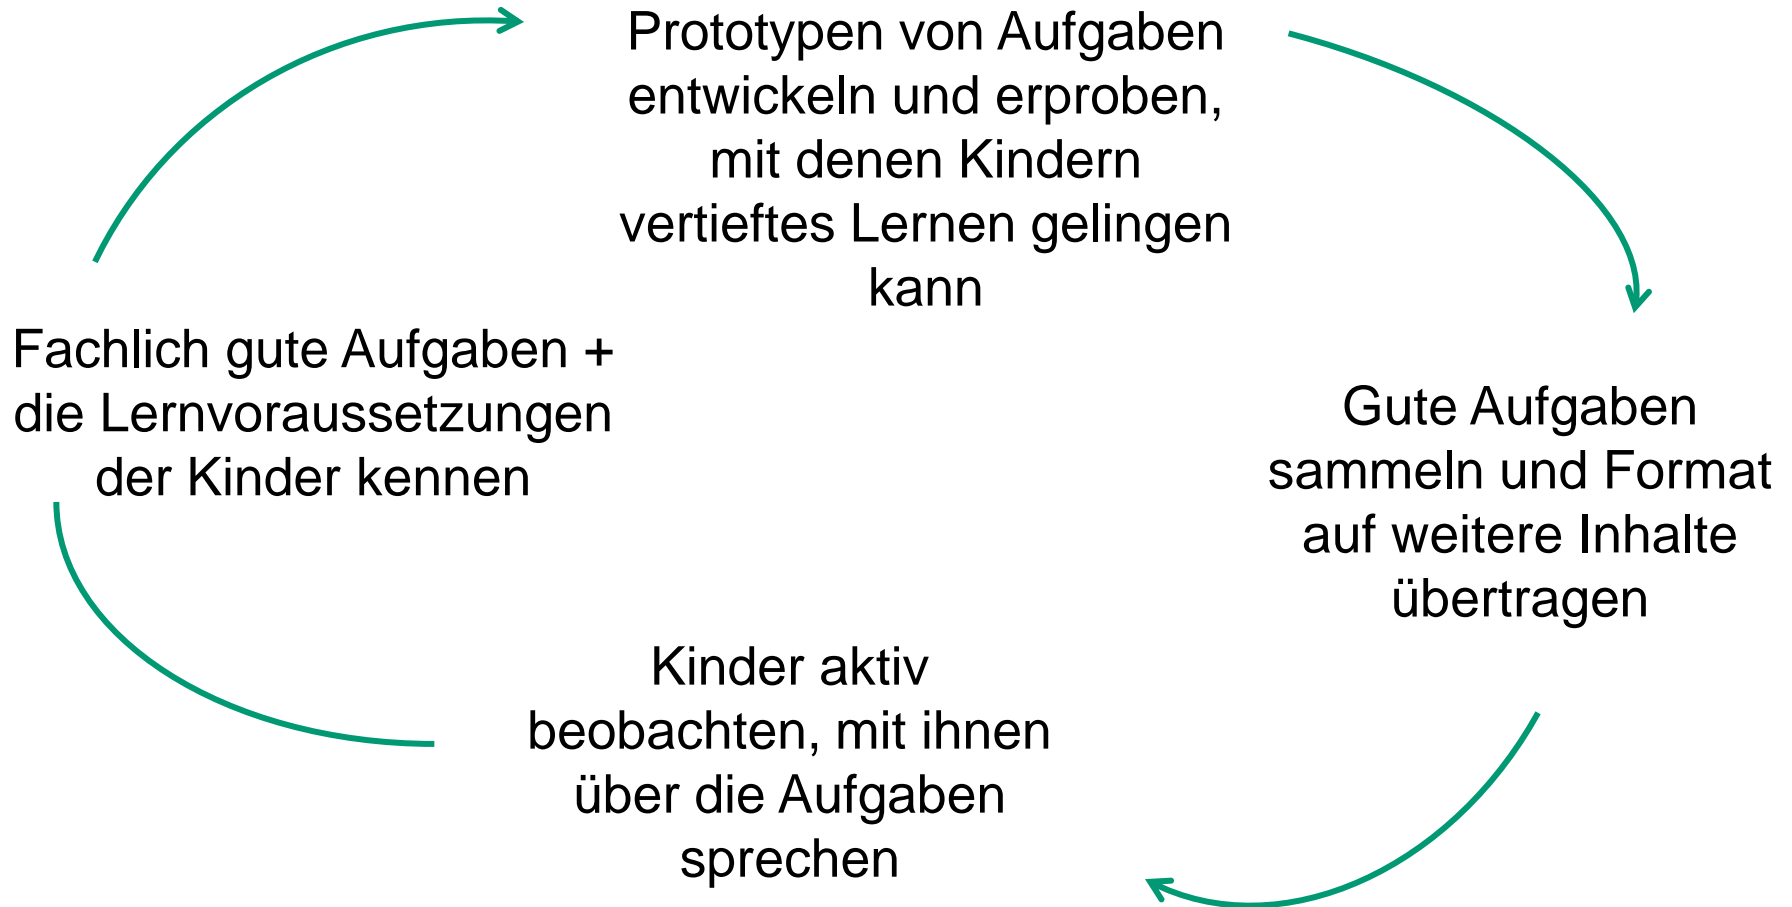 Prototypen von Aufgaben
entwickeln und erproben,
mit denen Kindern
vertieftes Lernen gelingen
kann
Fachlich gute Aufgaben +
die Lernvoraussetzungen
der Kinder kennen
Gute Aufgaben
sammeln und Format
auf weitere Inhalte
übertragen
Kinder aktiv
beobachten, mit ihnen
über die Aufgaben
sprechen